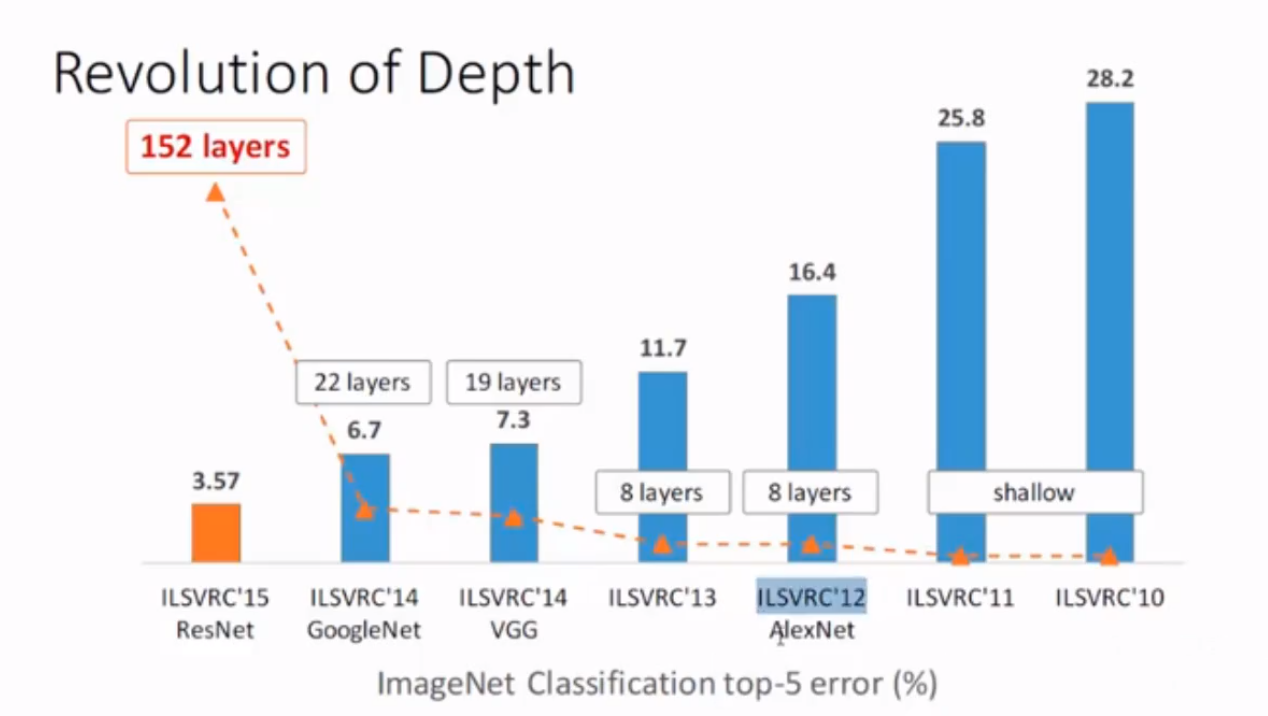 Revolution of Depth
28.2
25.8
152 layers
16.4
11.7
22 layers
19 layers
7.3
6.7
3.57
8 layers
8 layers
shallow
ILSVRC'15 ILSVRC'14 ILSVRC'14 ILSVRC'13 ILSVRC'12 ILSVRC'11 ILSVRC'10
ResNet GoogleNet VGG AlexNet
ImageNet Classification top-5 error (%)